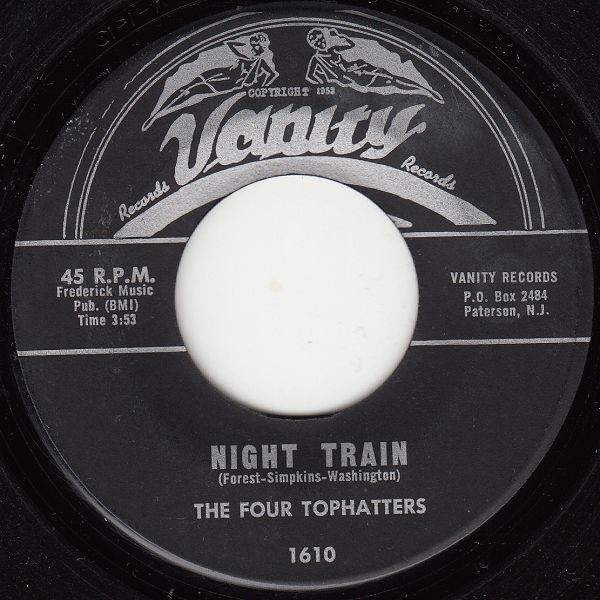 COPYRIGHT 1953
Vanity
Records
Records
45 R.P.M.
Frederick Music
Pub. (BMI)
Time 3:53
VANITY RECORDS
P.O. Box 2484
Paterson, N.J.
NIGHT TRAIN
(Forest-Simpkins-Washington)
THE FOUR TOPHATTERS
1610